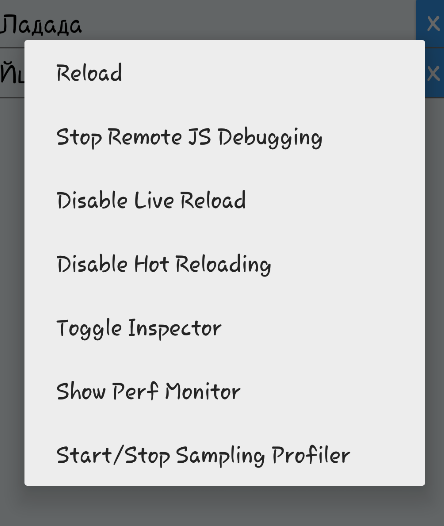 Ладада
X
X
Reload
Stop Remote JS Debugging
Disable Live Reload
Disable Hot Reloading
Toggle Inspector
Show Perf Monitor
Start/Stop Sampling Profiler